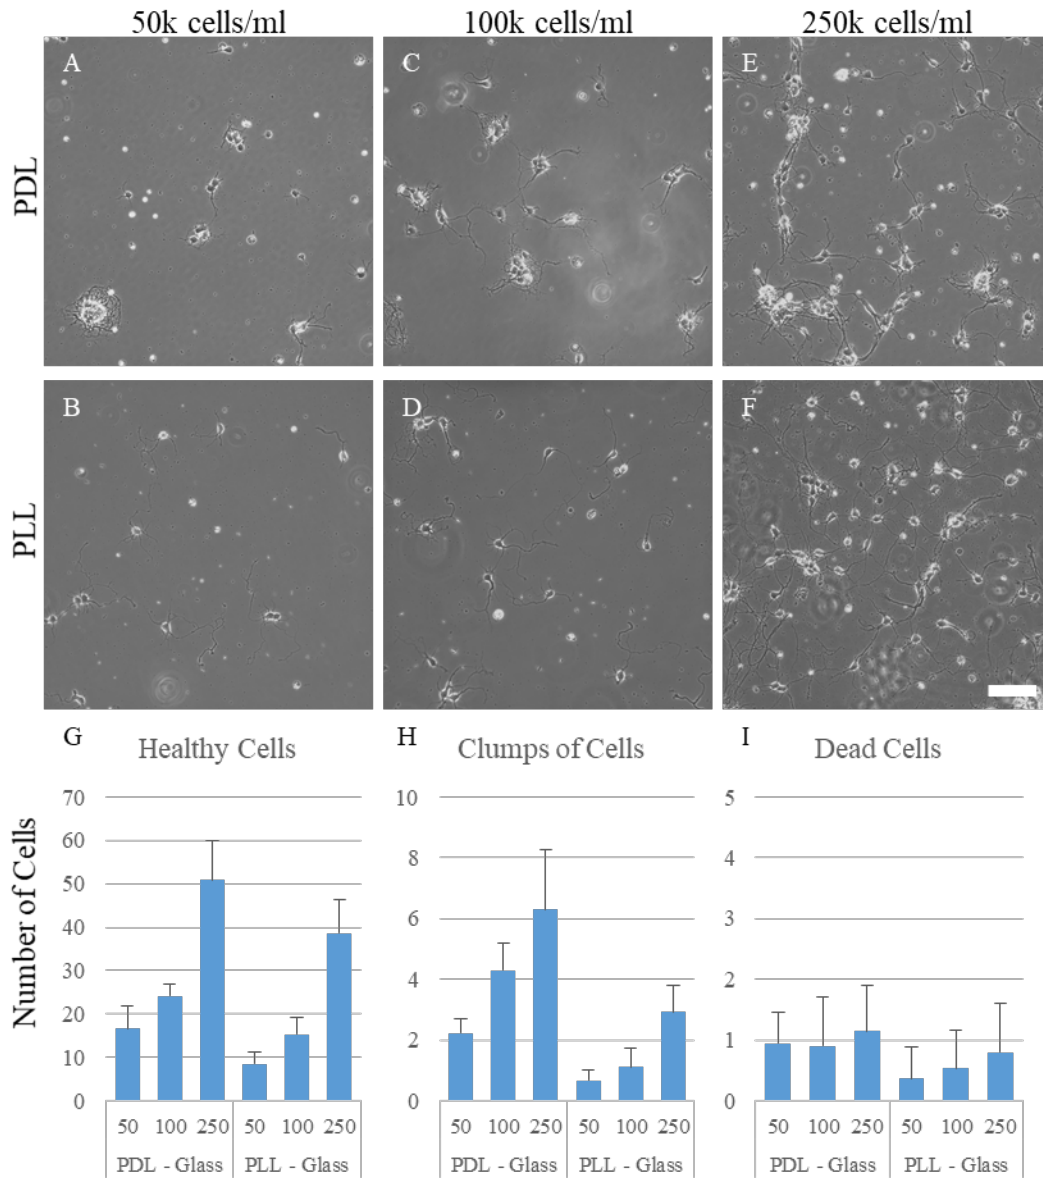 50k cells/ml 100k cells/ml 250k cells/ml
PDL
A C E
PLL
B D F
G Healthy Cells H Clumps of Cells I Dead Cells
Number of Cells
70 10 5
60
50
40
30
20
10
0
8
6
4
2
0
4
3
2
1
0
50 100 250 50 100 250 50 100 250 50 100 250 50 100 250 50 100 250
PDL - Glass PLL - Glass PDL - Glass PLL - Glass PDL - Glass PLL - Glass